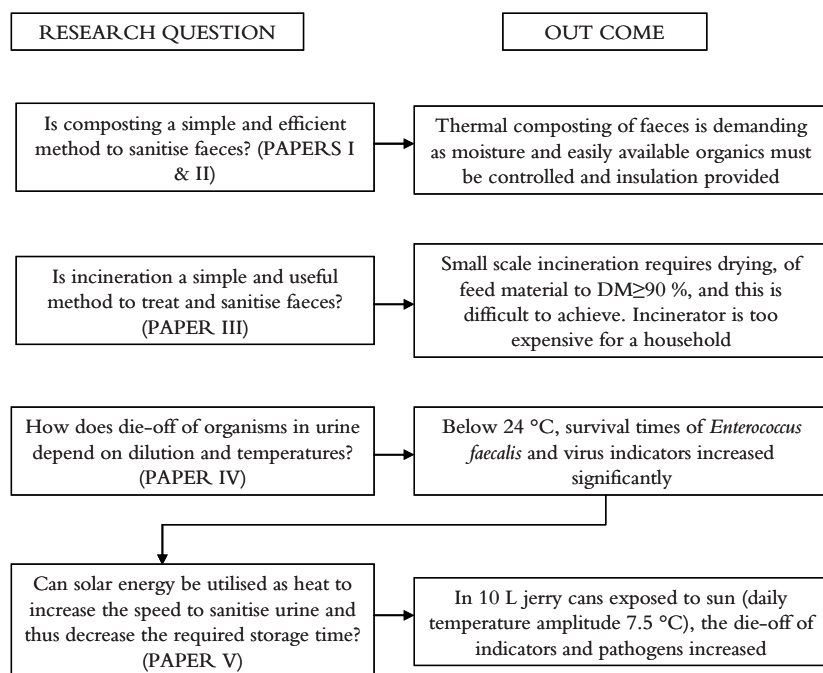 RESEARCH QUESTION
OUT COME
Is composting a simple and efficient
method to sanitise faeces? (PAPERS I
& II)
Thermal composting of faeces is demanding
as moisture and easily available organics must
be controlled and insulation provided
Is incineration a simple and useful
method to treat and sanitise faeces?
(PAPER III)
Small scale incineration requires drying, of
feed material to DM≥90 %, and this is
difficult to achieve. Incinerator is too
expensive for a household
How does die-off of organisms in urine
depend on dilution and temperatures?
(PAPER IV)
Below 24 °C, survival times of Enterococcus
faecalis and virus indicators increased
significantly
Can solar energy be utilised as heat to
increase the speed to sanitise urine and
thus decrease the required storage time?
(PAPER V)
In 10 L jerry cans exposed to sun (daily
temperature amplitude 7.5 °C), the die-off of
indicators and pathogens increased